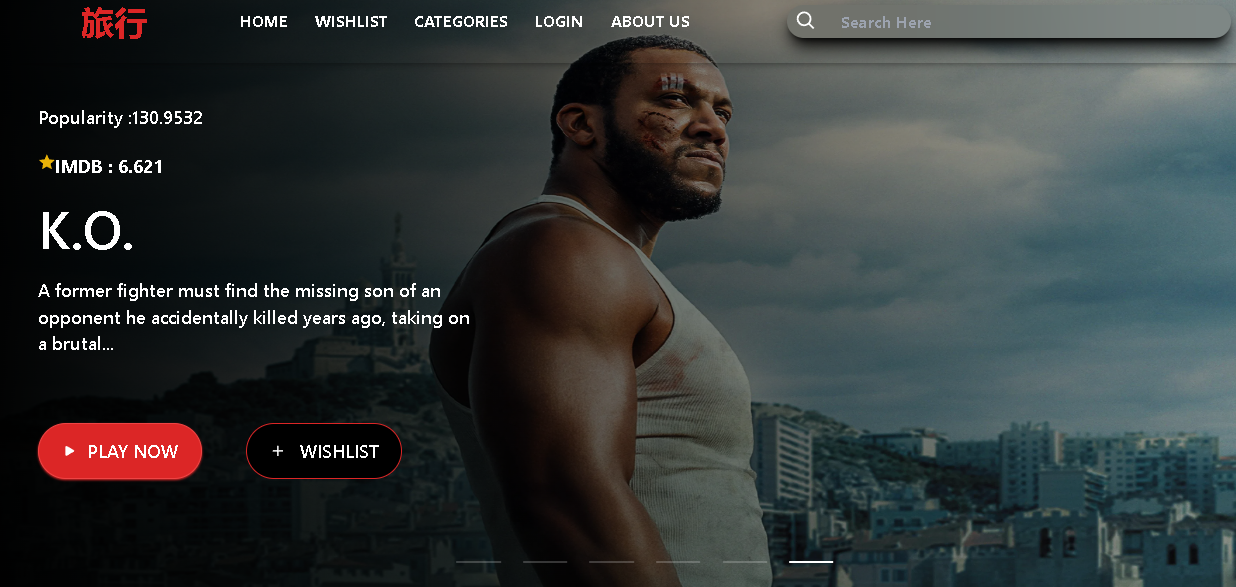 旅行
HOME
WISHLIST
CATEGORIES
LOGIN
ABOUT US
Search Here
Popularity :130.9532
IMDB : 6.621
K.O.
A former fighter must find the missing son of an
opponent he accidentally killed years ago, taking on
a brutal...
PLAY NOW
+ WISHLIST